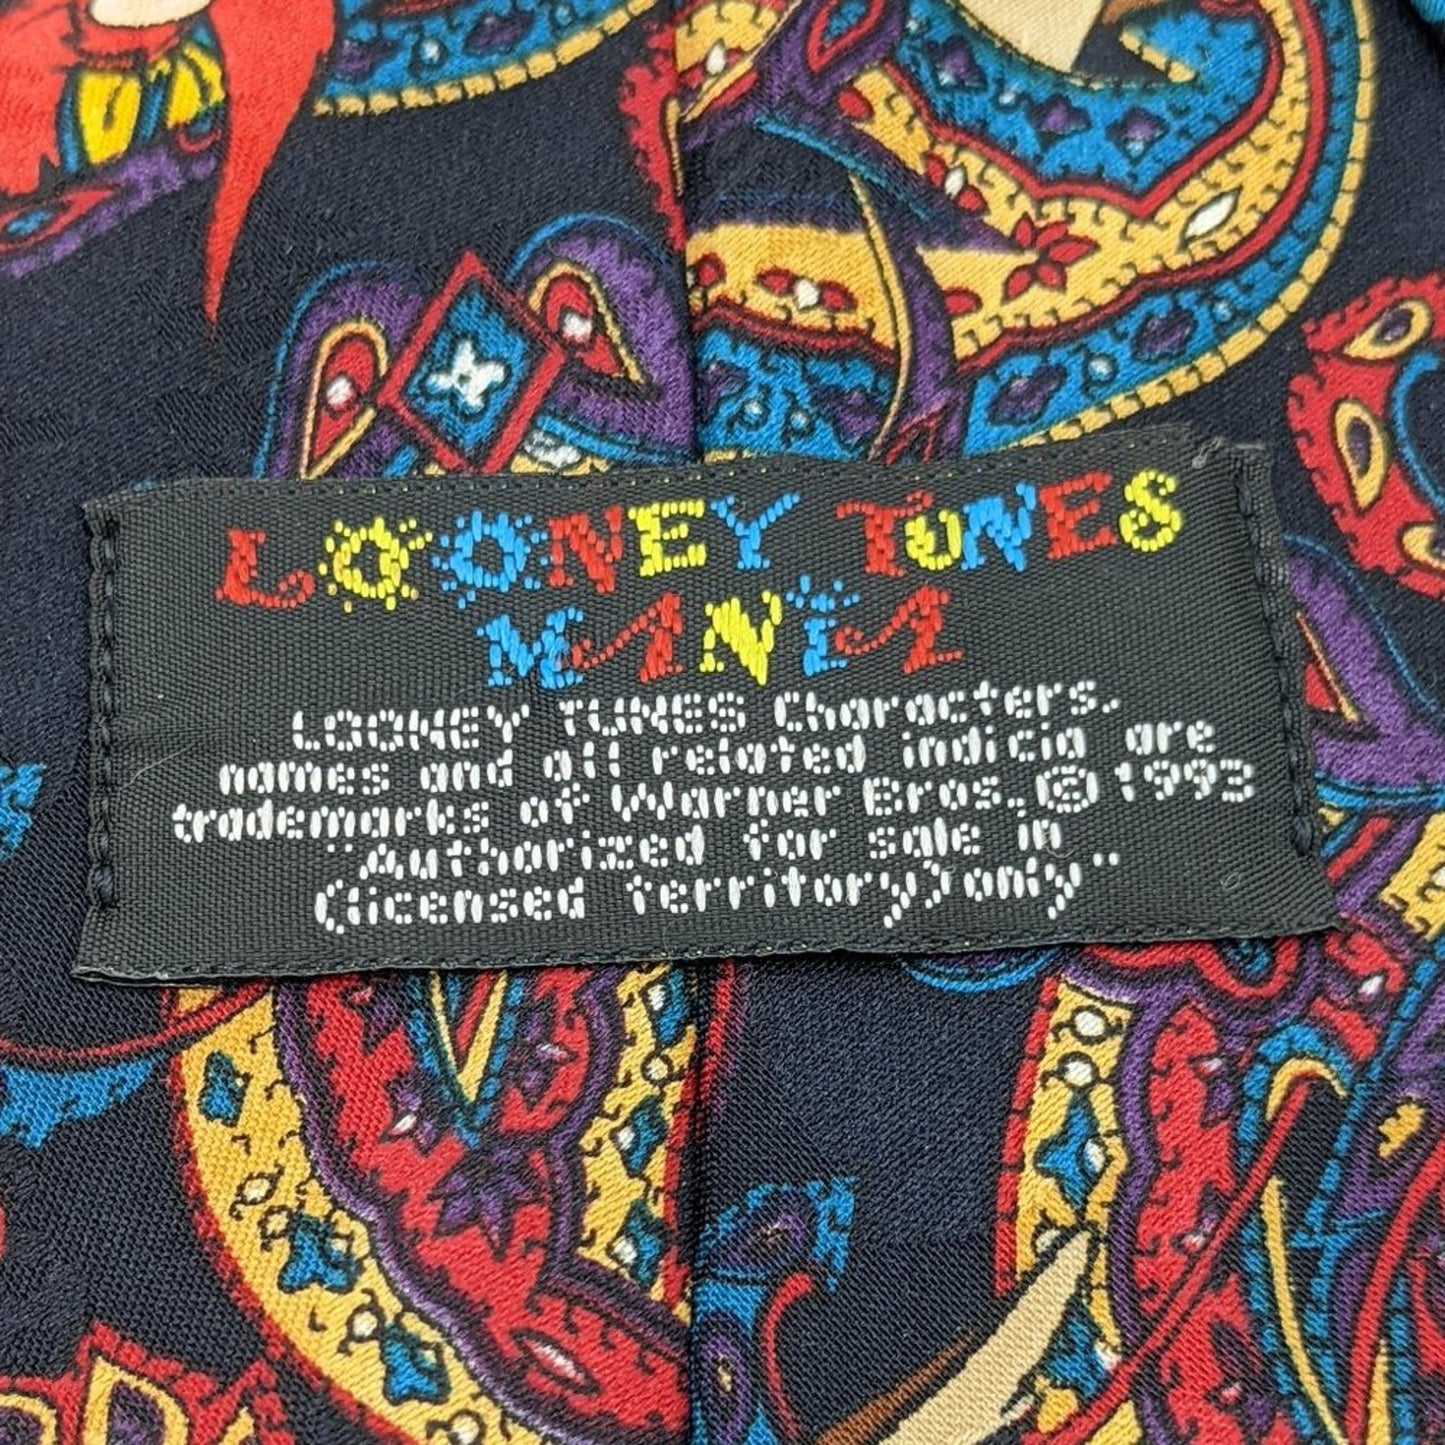 LOONEY TUNES
MANIA
LOONEY TUNES Characters,
names and all related indicia are
trademarks of Warner Bros. © 1993
"Authorized for sale in
(licensed territory) only"